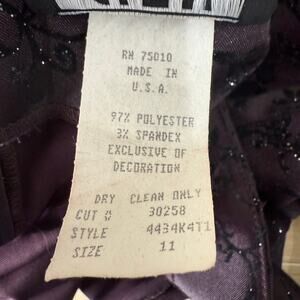 RN 75010
MADE IN
U.S.A.
97% POLYESTER
3% SPANDEX
EXCLUSIVE OF
DECORATION
DRY CLEAN ONLY
CUT # 30258
STYLE 4434K4T1
SIZE 11